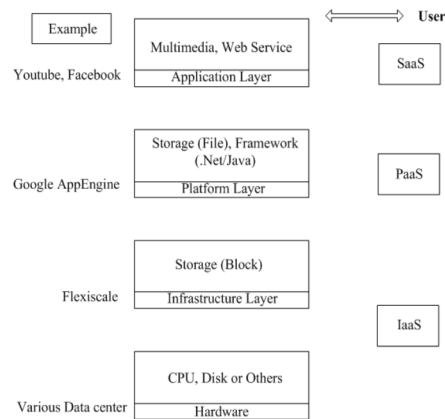 Example
User
Multimedia, Web Service
Youtube, Facebook
Application Layer
SaaS
Storage (File), Framework
(.Net/Java)
Google AppEngine
Platform Layer
PaaS
Storage (Block)
Flexiscale
Infrastructure Layer
IaaS
CPU, Disk or Others
Various Data center
Hardware